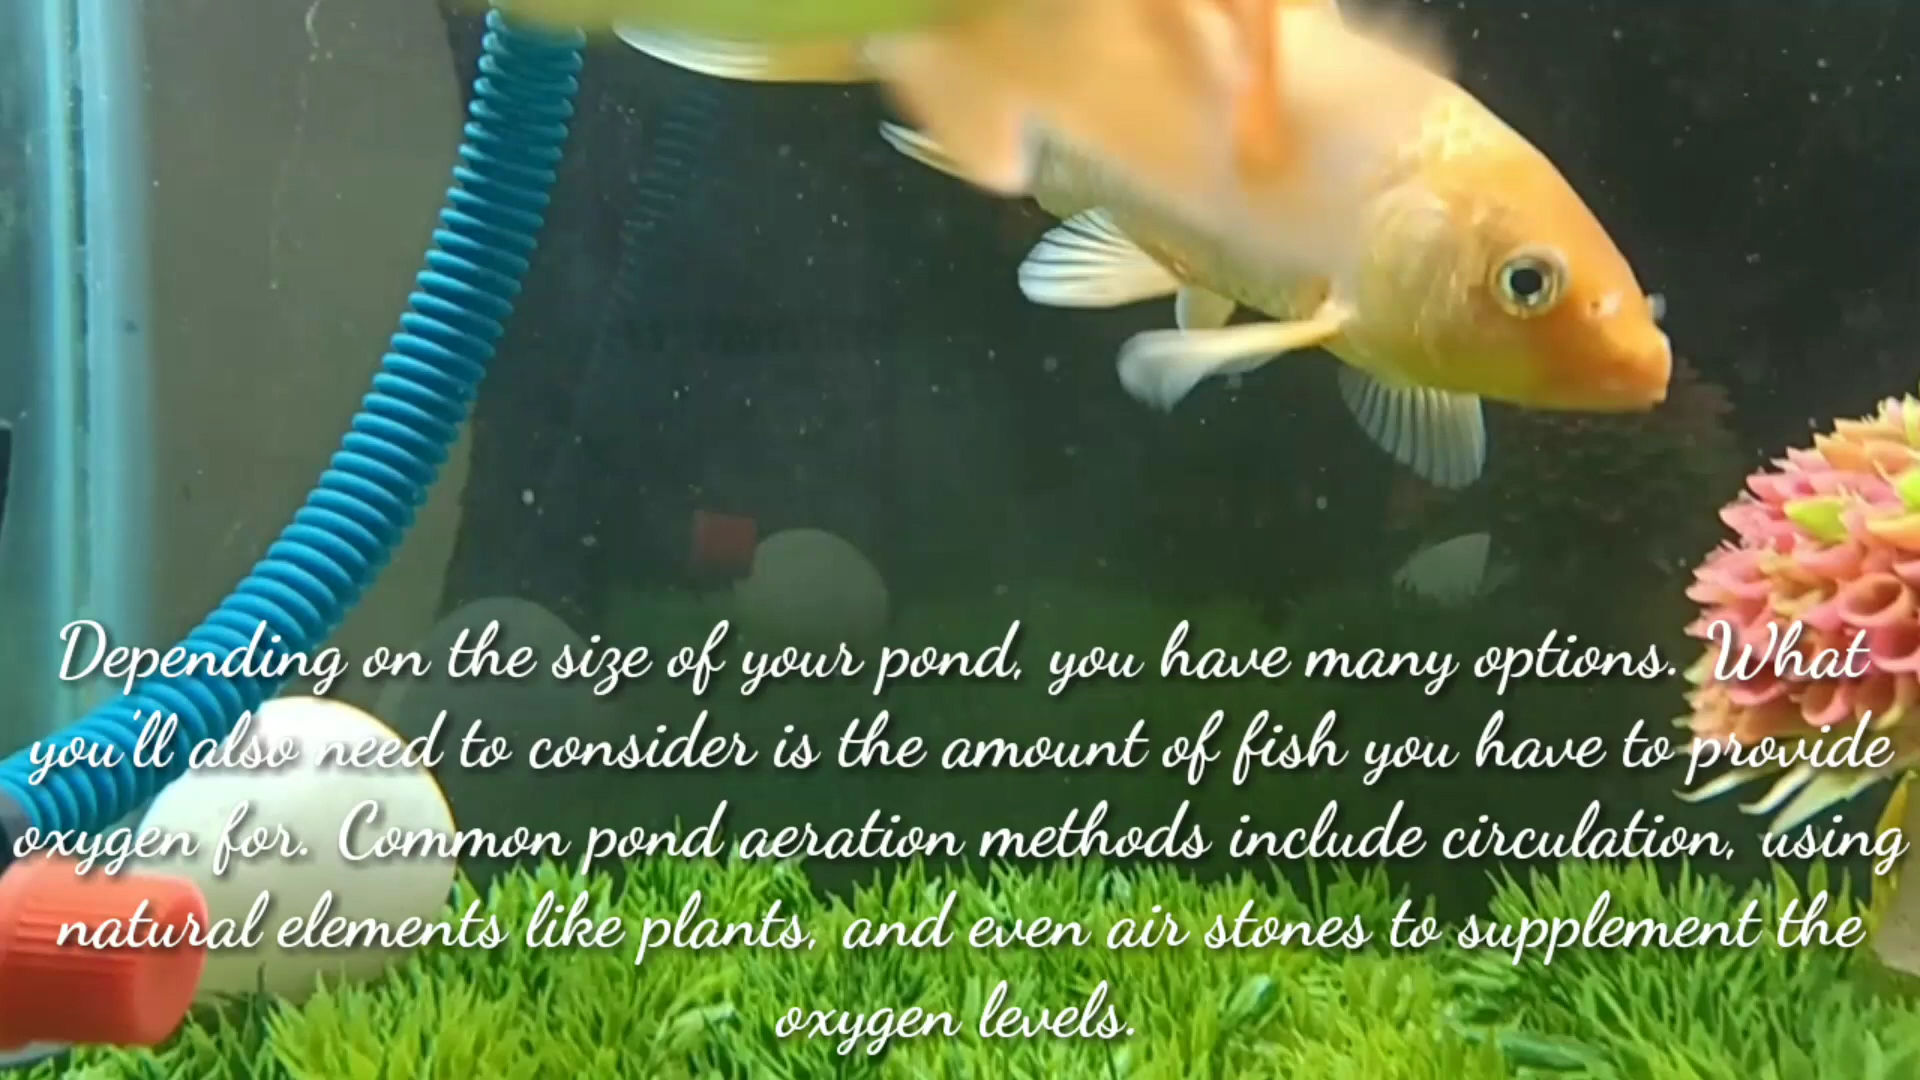 Depending on the size of your pond, you have many options. What
you'll also need to consider is the amount of fish you have to provide
oxygen for. Common pond aeration methods include circulation, using
natural elements like plants, and even air stones to supplement the
oxygen levels.